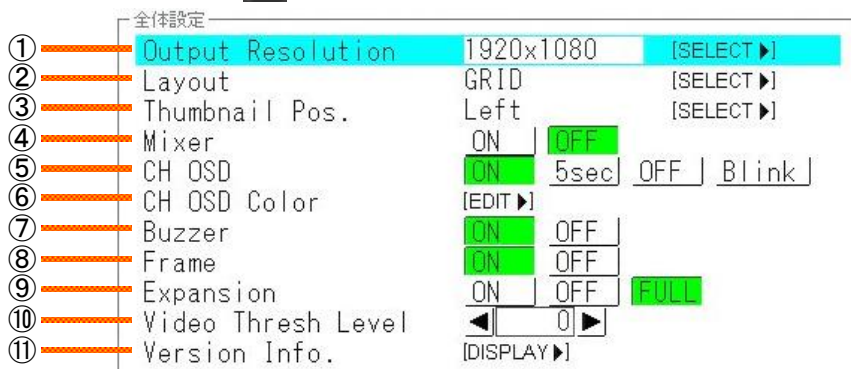 全体設定
① Output Resolution 1920x1080 [SELECT▶]
② Layout GRID [SELECT▶]
③ Thumbnail Pos. Left [SELECT▶]
④ Mixer ON OFF
⑤ CH OSD ON 5sec OFF Blink
⑥ CH OSD Color [EDIT▶]
⑦ Buzzer ON OFF
⑧ Frame ON OFF
⑨ Expansion ON OFF FULL
⑩ Video Thresh Level ◀ 0 ▶
⑪ Version Info. [DISPLAY▶]